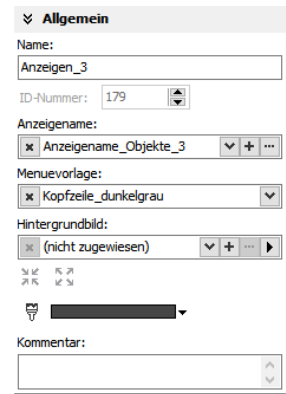 Allgemein
Name:
Anzeigen_3
ID-Nummer: 179
Anzeigename:
Anzeigename_Objekte_3
Menuevorlage:
Kopfzeile_dunkelgrau
Hintergrundbild:
(nicht zugewiesen)
Kommentar: